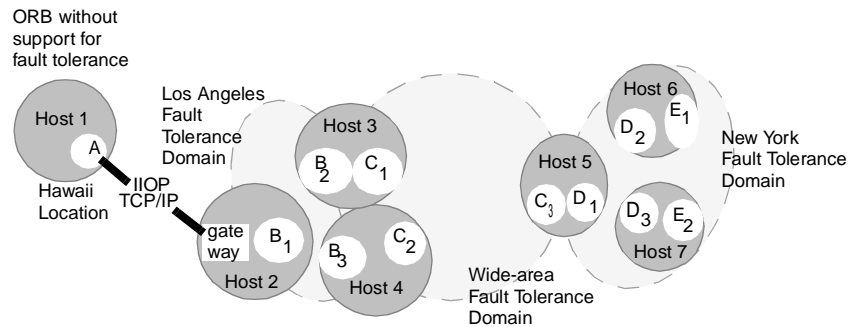 ORB without
support for
fault tolerance
Host 1
A
Hawaii
Location
IIOP
TCP/IP
Los Angeles
Fault
Tolerance
Domain
gate
way
B1
Host 2
Host 3
B2
C1
B3
C2
Host 4
Wide-area
Fault Tolerance
Domain
Host 5
C3
D1
Host 6
D2
E1
D3
E2
Host 7
New York
Fault Tolerance
Domain